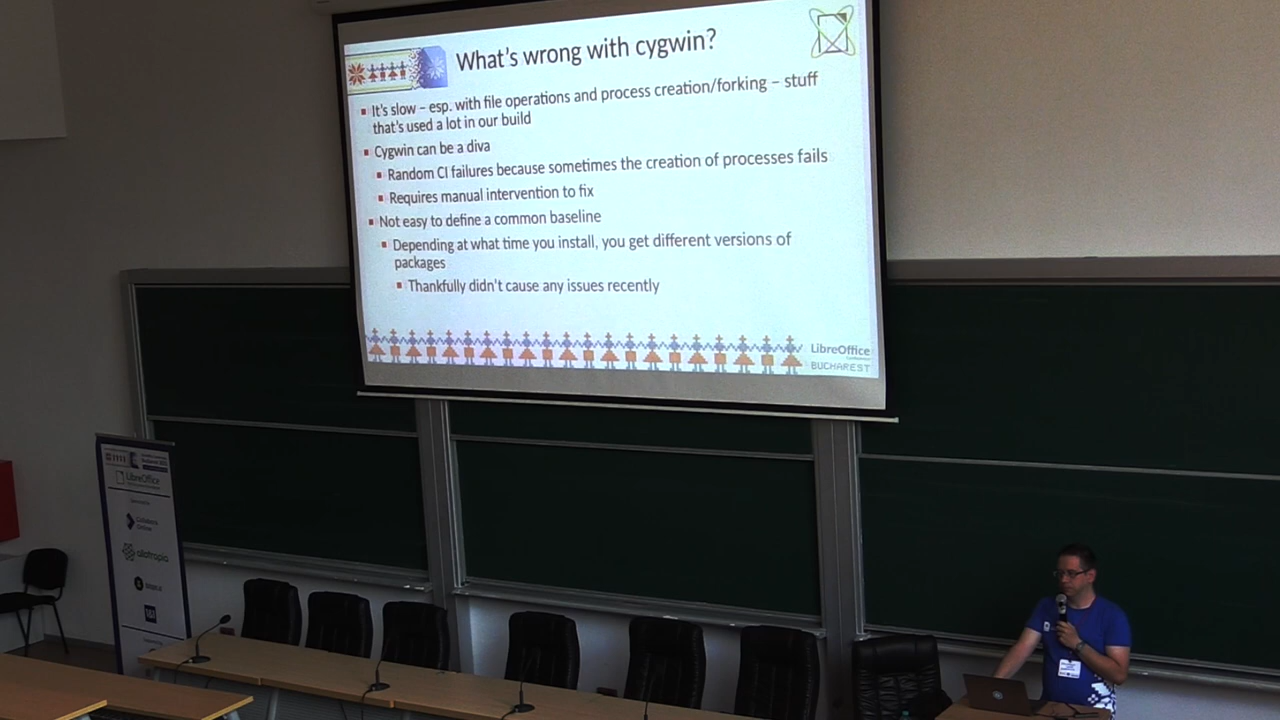 What's wrong with cygwin?
It's slow – esp. with file operations and process creation/forking – stuff
that's used a lot in our build
Cygwin can be a diva
Random CI failures because sometimes the creation of processes fails
Requires manual intervention to fix
Not easy to define a common baseline
Depending at what time you install, you get different versions of
packages
Thankfully didn't cause any issues recently
LibreOffice
BUCHAREST
LibreOffice
Collabora
Online
allotropia